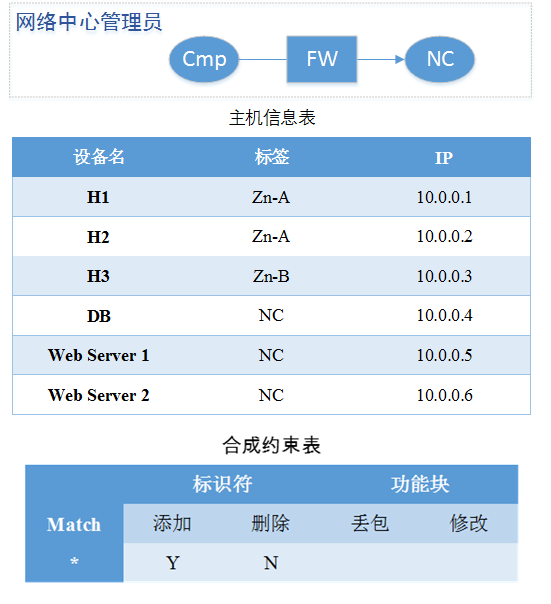 网络中心管理员
Cmp FW NC
主机信息表
设备名 标签 IP
H1 Zn-A 10.0.0.1
H2 Zn-A 10.0.0.2
H3 Zn-B 10.0.0.3
DB NC 10.0.0.4
Web Server 1 NC 10.0.0.5
Web Server 2 NC 10.0.0.6
合成约束表
标识符 功能块
Match 添加 删除 丢包 修改
* Y N